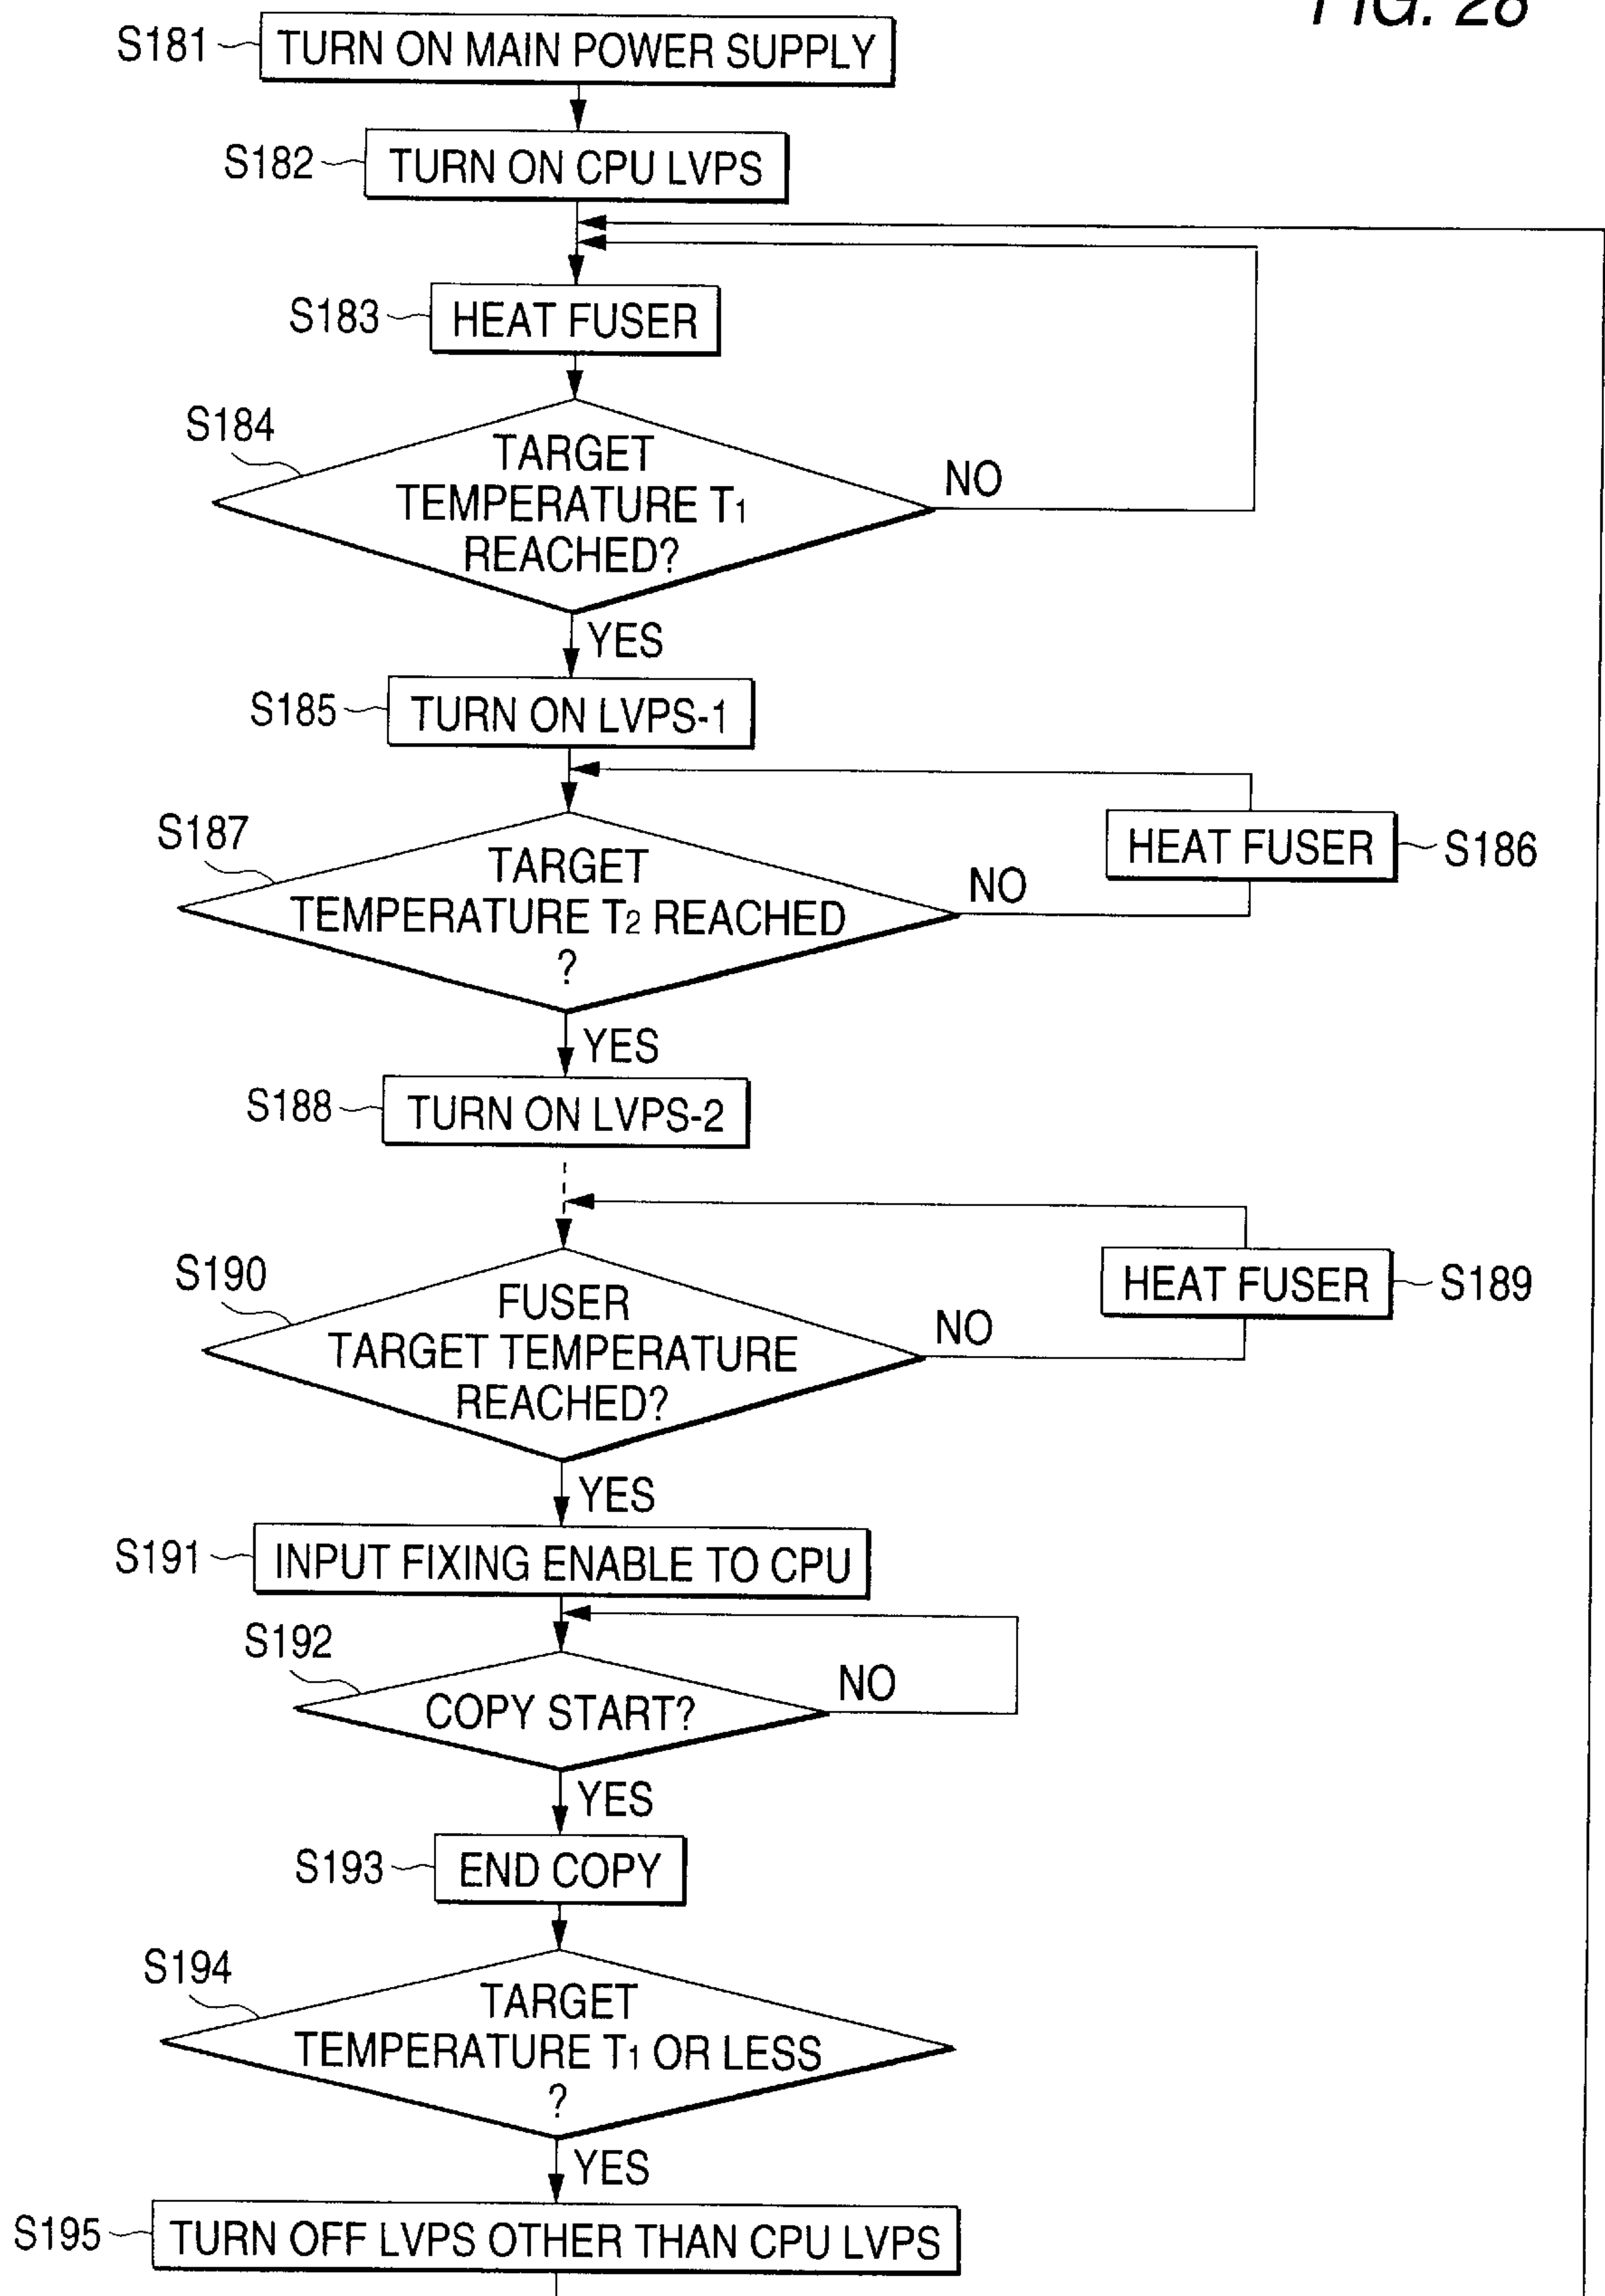 FIG. 28
S181
TURN ON MAIN POWER SUPPLY
S182
TURN ON CPU LVPS
S183
HEAT FUSER
S184
TARGET
TEMPERATURE T1
REACHED?
NO
YES
S185
TURN ON LVPS-1
S187
TARGET
TEMPERATURE T2 REACHED
?
NO
HEAT FUSER
S186
YES
S188
TURN ON LVPS-2
S190
FUSER
TARGET TEMPERATURE
REACHED?
NO
HEAT FUSER
S189
YES
S191
INPUT FIXING ENABLE TO CPU
S192
COPY START?
NO
YES
S193
END COPY
S194
TARGET
TEMPERATURE T1 OR LESS
?
YES
S195
TURN OFF LVPS OTHER THAN CPU LVPS